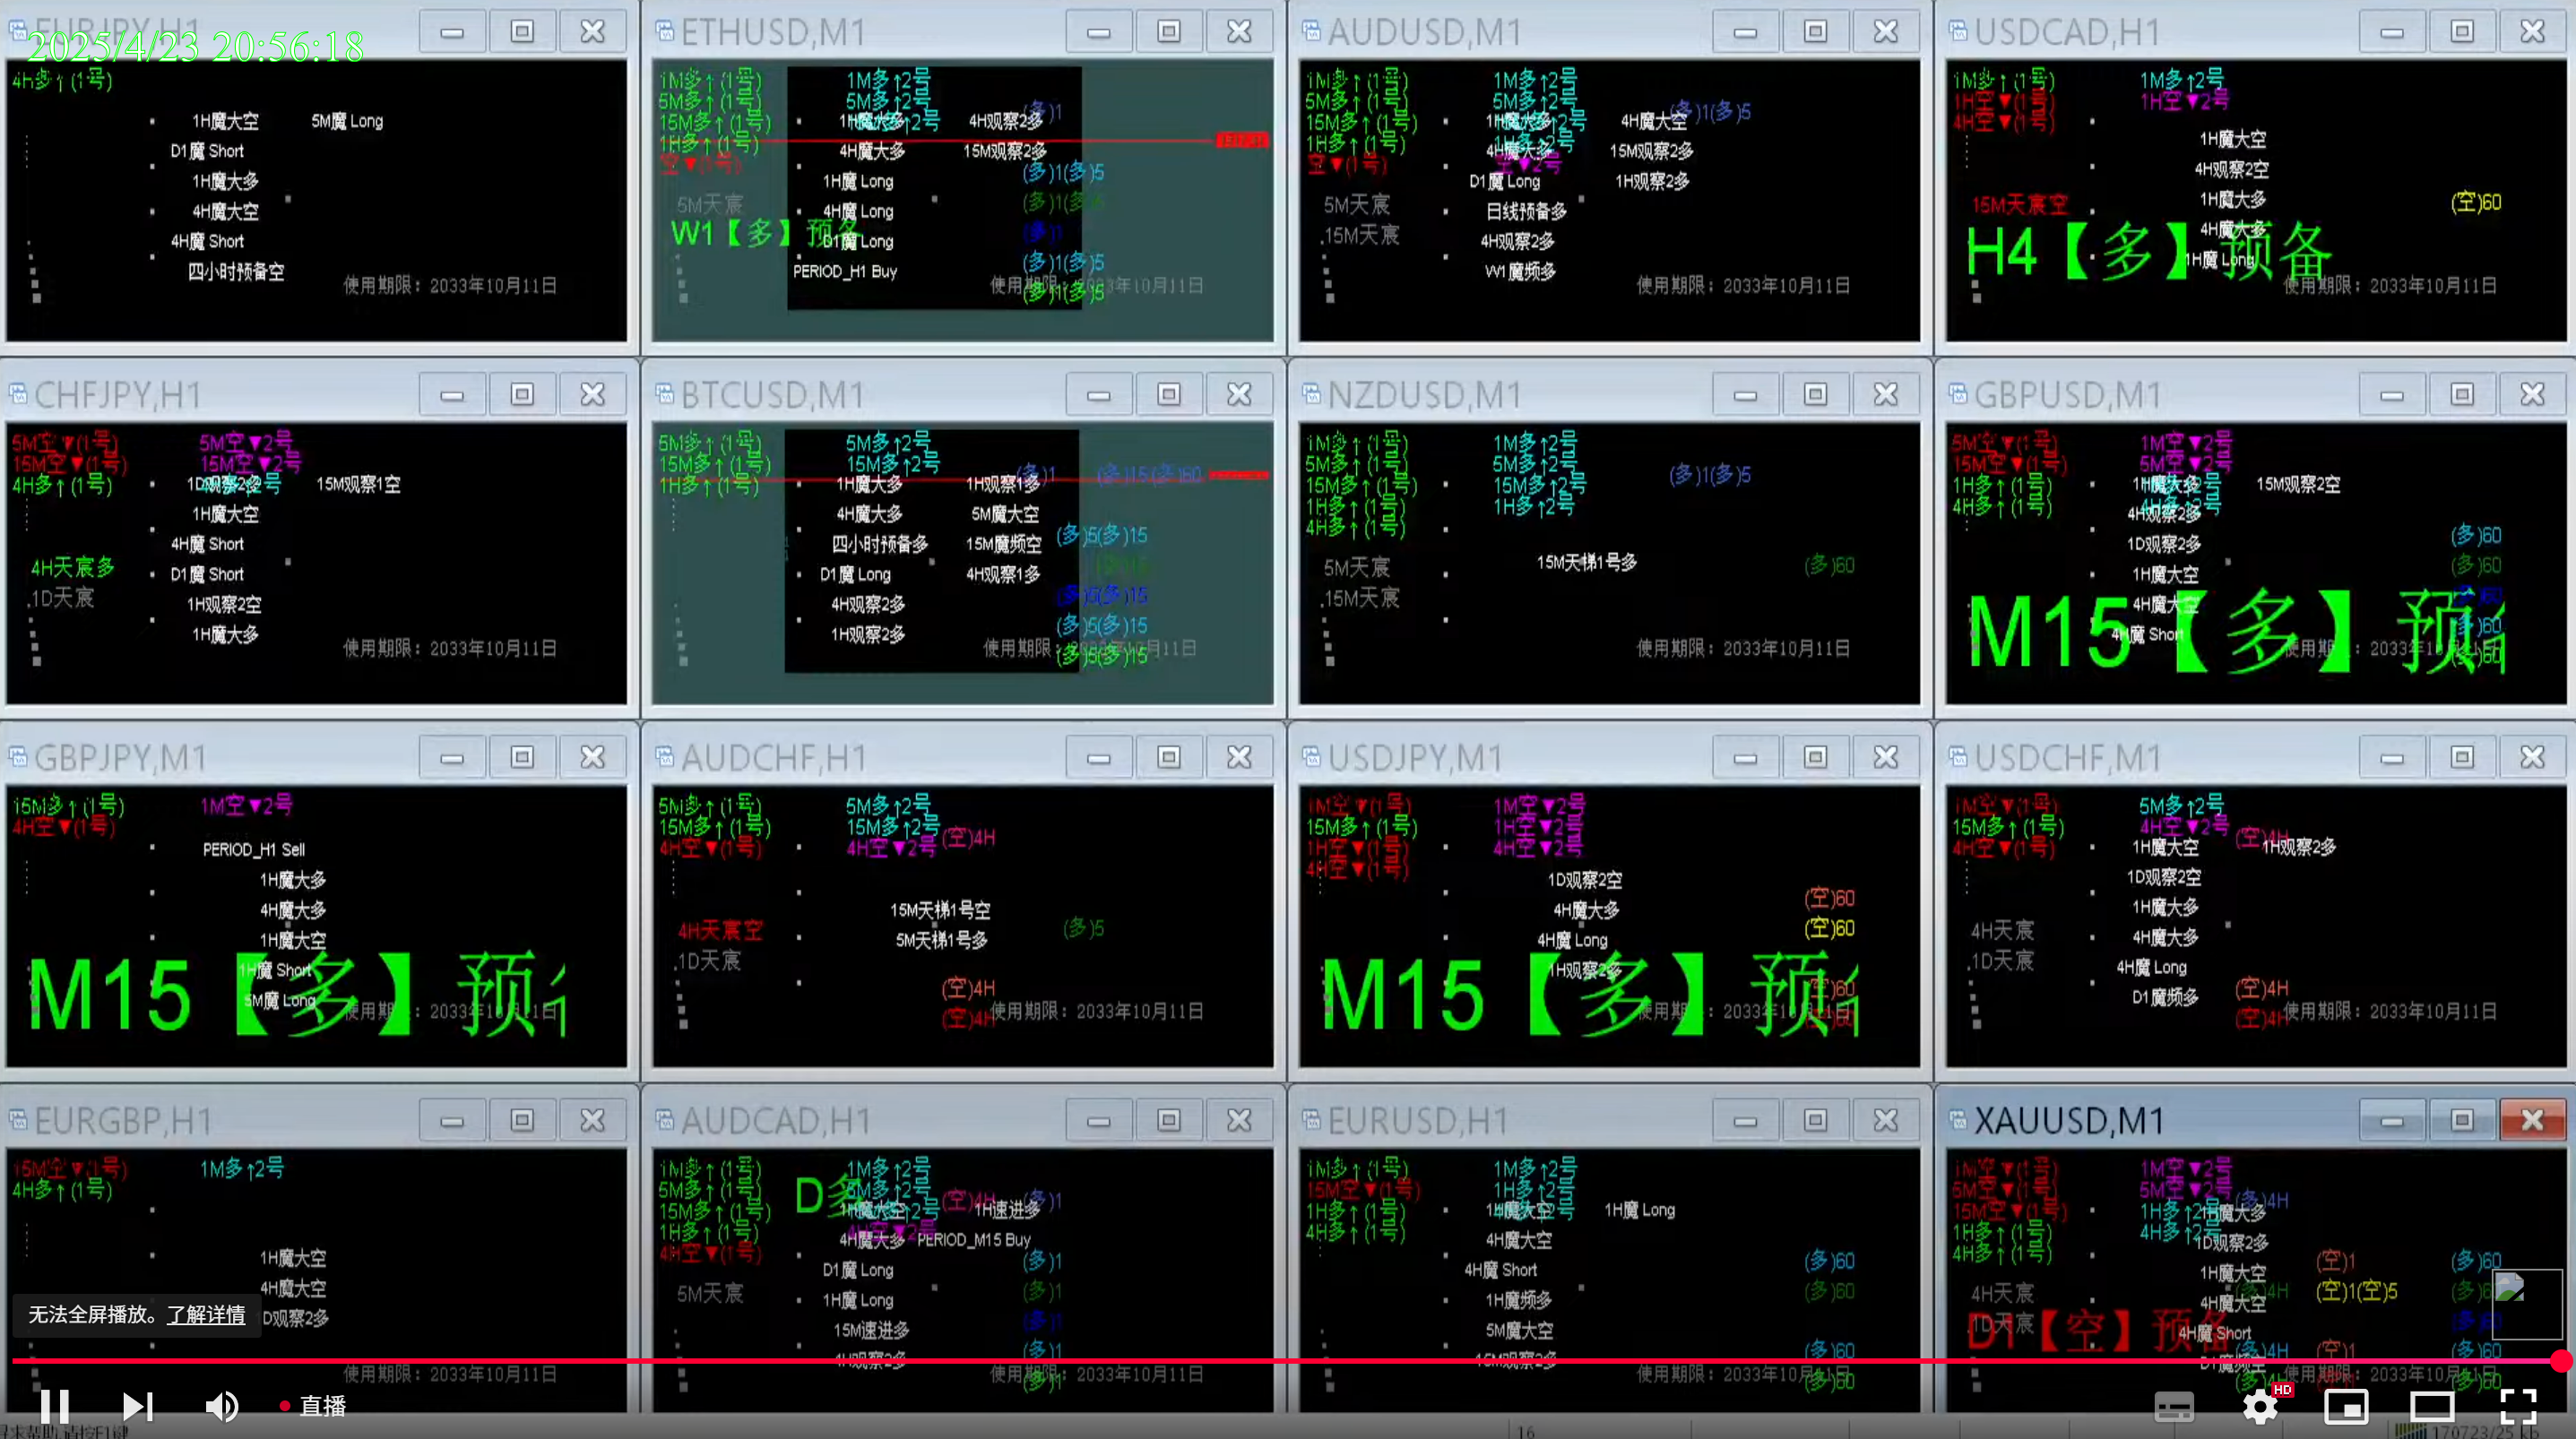 EURJPY,H1
2025/4/23 20:56:18
4H多↑(1号)
1H魔大空 5M魔 Long
D1魔 Short
1H魔大多
4H魔大空
4H魔 Short
四小时预备空
使用期限：2033年10月11日
ETHUSD,M1
1M多↑(1号) 1M多↑2号
5M多↑(1号) 5M多↑2号 (多)1
15M多↑(1号) 1H魔大多 4H观察2多
1H多↑(1号) 4H魔大多 15M观察2多
空▼(1号) (多)1(多)5
1H魔 Long
5M天宸 4H魔 Long
W1【多】预备 D1魔 Long (多)1
PERIOD_H1 Buy (多)1(多)5
使用期限：2033年10月11日
(多)1(多)5
AUDUSD,M1
1M多↑(1号) 1M多↑2号
5M多↑(1号) 5M多↑2号 (多)1(多)5
15M多↑(1号) 1H魔大多 4H魔大空
1H多↑(1号) 4H魔大多 15M观察2多
空▼(1号) 空▼2号
D1魔 Long 1H观察2多
5M天宸 日线预备多
.15M天宸 4H观察2多
W1魔频多
使用期限：2033年10月11日
USDCAD,H1
1M多↑(1号) 1M多↑2号
1H空▼(1号) 1H空▼2号
4H空▼(1号)
1H魔大空
4H观察2空
1H魔大多
15M天宸空 (空)60
4H魔大多
H4【多】预备
1H魔 Long
使用期限：2033年10月11日
CHFJPY,H1
5M空▼(1号) 5M空▼2号
15M空▼(1号) 15M空▼2号
4H多↑(1号) 1D观察2多 15M观察1空
1H魔大空
4H魔 Short
4H天宸多 D1魔 Short
.1D天宸 1H观察2空
1H魔大多
使用期限：2033年10月11日
BTCUSD,M1
5M多↑(1号) 5M多↑2号
15M多↑(1号) 15M多↑2号
1H多↑(1号) (多)1 (多)15(多)60
1H魔大多 1H观察1多
4H魔大多 5M魔大空
四小时预备多 15M魔频空 (多)5(多)15
D1魔 Long 4H观察1多
4H观察2多 (多)5(多)15
1H观察2多 (多)5(多)15
使用期限：2033年10月11日
(多)5(多)15
NZDUSD,M1
1M多↑(1号) 1M多↑2号
5M多↑(1号) 5M多↑2号
15M多↑(1号) 15M多↑2号 (多)1(多)5
1H多↑(1号) 1H多↑2号
4H多↑(1号)
5M天宸 15M天梯1号多 (多)60
.15M天宸
使用期限：2033年10月11日
GBPUSD,M1
5M空▼(1号) 1M空▼2号
15M空▼(1号) 5M空▼2号
1H多↑(1号) 1H魔大多 15M观察2空
4H多↑(1号) 4H观察2多
1D观察2多 (多)60
1H魔大空 (多)60
4H魔大空 (多)60
M15【多】预
4H魔 Short (多)60
使用期限：2033年10月11日
(多)60
GBPJPY,M1
15M多↑(1号) 1M空▼2号
4H空▼(1号)
PERIOD_H1 Sell
1H魔大多
4H魔大多
1H魔大空
1H魔 Short
M15【多】预
5M魔 Long
使用期限：2033年10月11日
AUDCHF,H1
5M多↑(1号) 5M多↑2号
15M多↑(1号) 15M多↑2号
4H空▼(1号) 4H空▼2号 (空)4H
15M天梯1号空
4H天宸空 5M天梯1号多 (多)5
.1D天宸
(空)4H
(空)4H
使用期限：2033年10月11日
USDJPY,M1
1M空▼(1号) 1M空▼2号
15M多↑(1号) 1H空▼2号
1H空▼(1号) 4H空▼2号
4H空▼(1号)
1D观察2空
4H魔大多 (空)60
4H魔 Long (空)60
1H观察2多
M15【多】预 (空)60
使用期限：2033年10月11日
USDCHF,M1
1M空▼(1号) 5M多↑2号
15M多↑(1号) 4H空▼2号 (空)4H
4H空▼(1号) 1H魔大空 1H观察2多
1D观察2空
1H魔大多
4H天宸 4H魔大多
.1D天宸 4H魔 Long
D1魔频多 (空)4H
(空)4H
使用期限：2033年10月11日
EURGBP,H1
15M空▼(1号) 1M多↑2号
4H多↑(1号)
1H魔大空
4H魔大空
D观察2多
使用期限：2033年10月11日
AUDCAD,H1
1M多↑(1号) 1M多↑2号
5M多↑(1号) D多 5M多↑2号 (空)4H (多)1
15M多↑(1号) 1H魔大空 1H速进多
1H多↑(1号) 4H空▼2号
4H空▼(1号) 4H魔大多 PERIOD_M15 Buy
D1魔 Long (多)1
5M天宸 1H魔 Long (多)1
15M速进多 (多)1
4H观察2多 (多)1
使用期限：2033年10月11日
(多)1
EURUSD,H1
1M多↑(1号) 1M多↑2号
15M空▼(1号) 1H多↑2号
1H多↑(1号) 1H魔大空 1H魔 Long
4H多↑(1号) 4H魔大空
4H魔 Short (多)60
1H魔频多 (多)60
5M魔大空
15M观察2多 (多)60
使用期限：2033年10月11日
(多)60
XAUUSD,M1
1M空▼(1号) 1M空▼2号
5M空▼(1号) 5M空▼2号 (多)4H
15M空▼(1号) 1H多↑2号 1H魔大多
1H多↑(1号) 4H多↑2号 1D观察2多
4H多↑(1号)
1H魔大空 (空)1 (多)60
4H天宸 4H魔大空 (空)1(空)5
.1D天宸
D1【空】预备 4H魔 Short
D1魔频空 (多)4H (空)1 (多)60
使用期限：2033年10月11日
无法全屏播放。了解详情
直播
HD
16
170723/25 kb